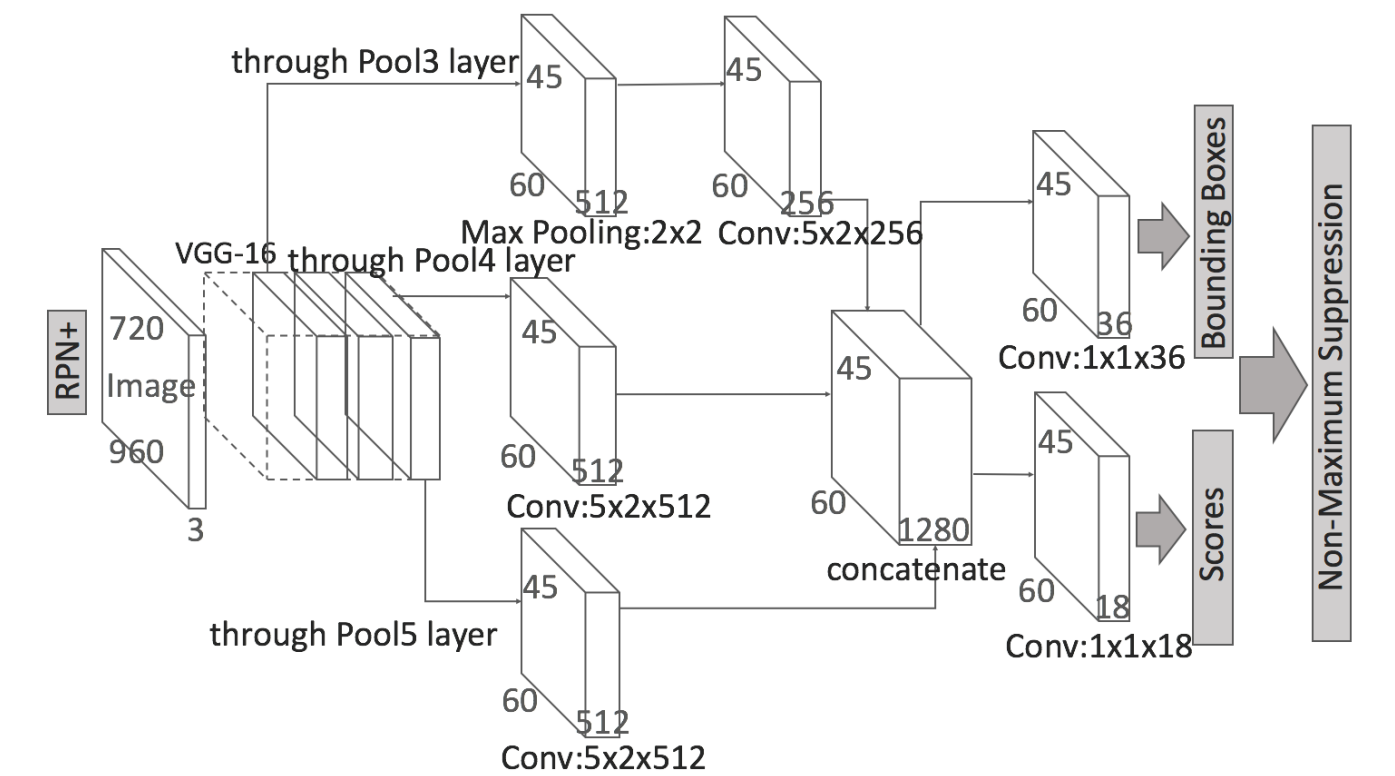 RPN+
720
Image
960
3
VGG-16
through Pool3 layer
45
60
512
Max Pooling:2x2
45
60
256
Conv:5x2x256
through Pool4 layer
45
60
512
Conv:5x2x512
through Pool5 layer
45
60
512
Conv:5x2x512
45
60
1280
concatenate
45
60
36
Conv:1x1x36
45
60
18
Conv:1x1x18
Bounding Boxes
Scores
Non-Maximum Suppression